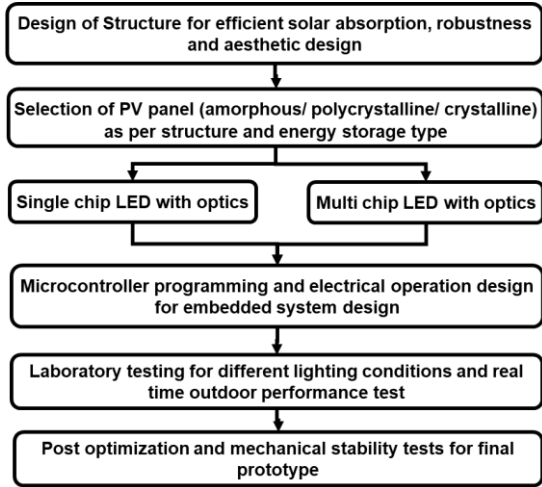 Design of Structure for efficient solar absorption, robustness
and aesthetic design
Selection of PV panel (amorphous/ polycrystalline/ crystalline)
as per structure and energy storage type
Single chip LED with optics
Multi chip LED with optics
Microcontroller programming and electrical operation design
for embedded system design
Laboratory testing for different lighting conditions and real
time outdoor performance test
Post optimization and mechanical stability tests for final
prototype